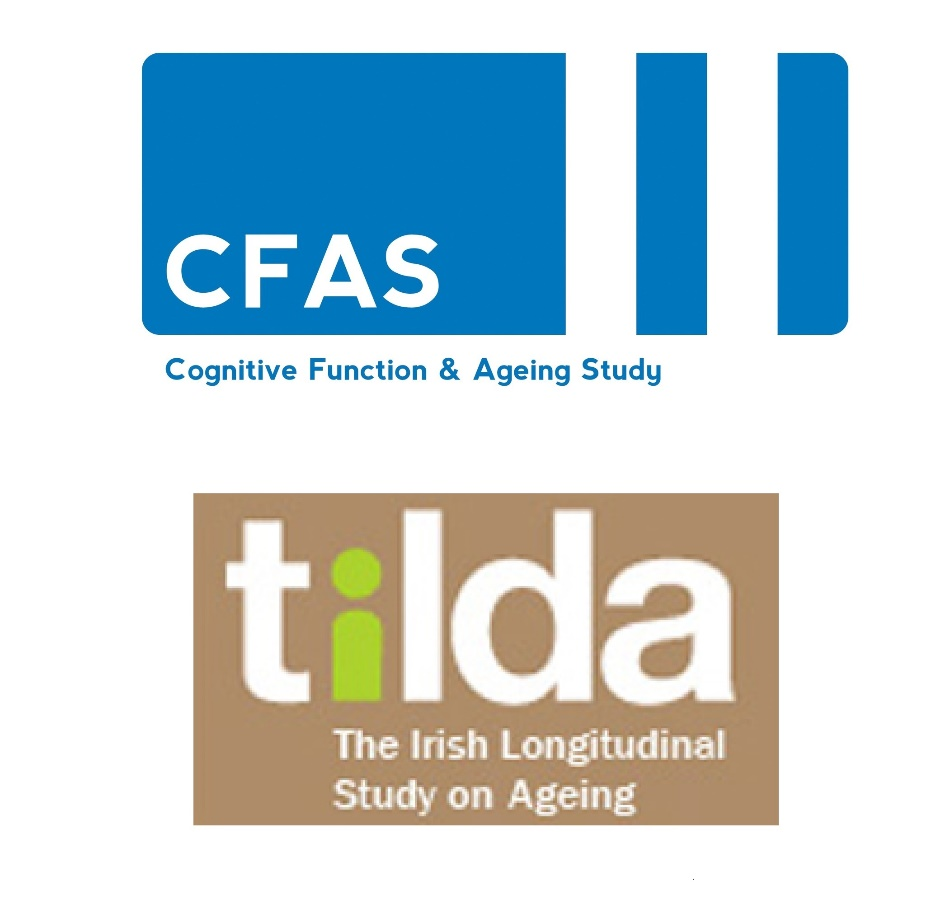 CFAS
Cognitive Function & Ageing Study
tilda
The Irish Longitudinal
Study on Ageing